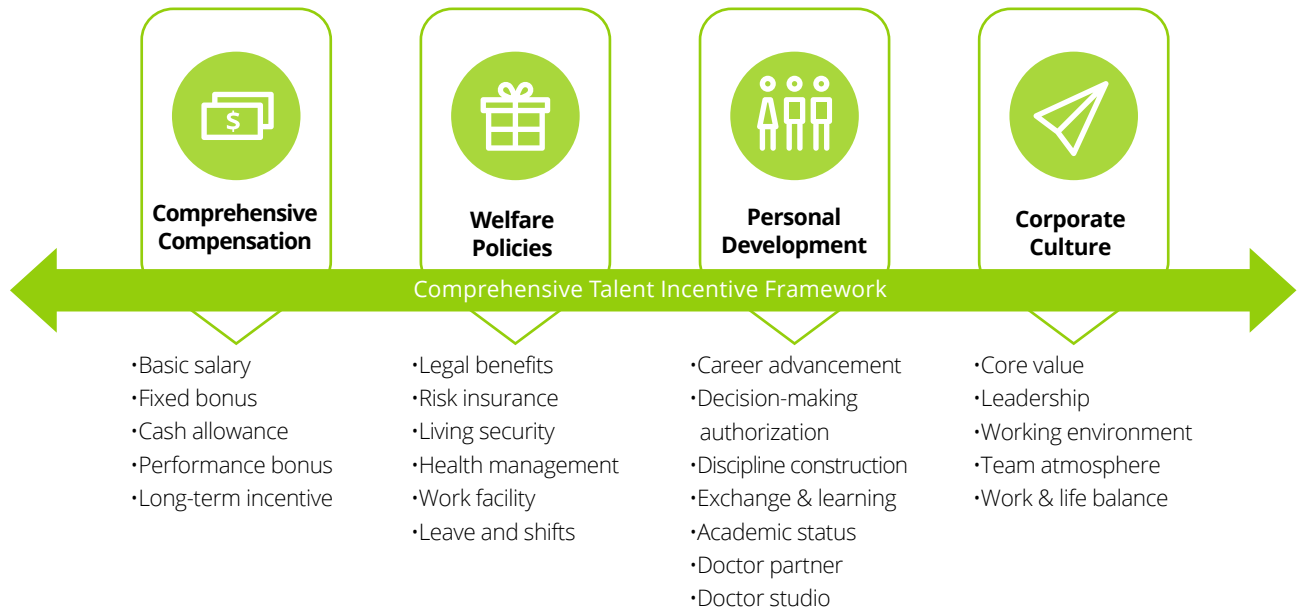 $
Comprehensive
Compensation
Welfare
Policies
Personal
Development
Corporate
Culture
Comprehensive Talent Incentive Framework
·Basic salary
·Fixed bonus
·Cash allowance
·Performance bonus
·Long-term incentive
·Legal benefits
·Risk insurance
·Living security
·Health management
·Work facility
·Leave and shifts
·Career advancement
·Decision-making
authorization
·Discipline construction
·Exchange & learning
·Academic status
·Doctor partner
·Doctor studio
·Core value
·Leadership
·Working environment
·Team atmosphere
·Work & life balance